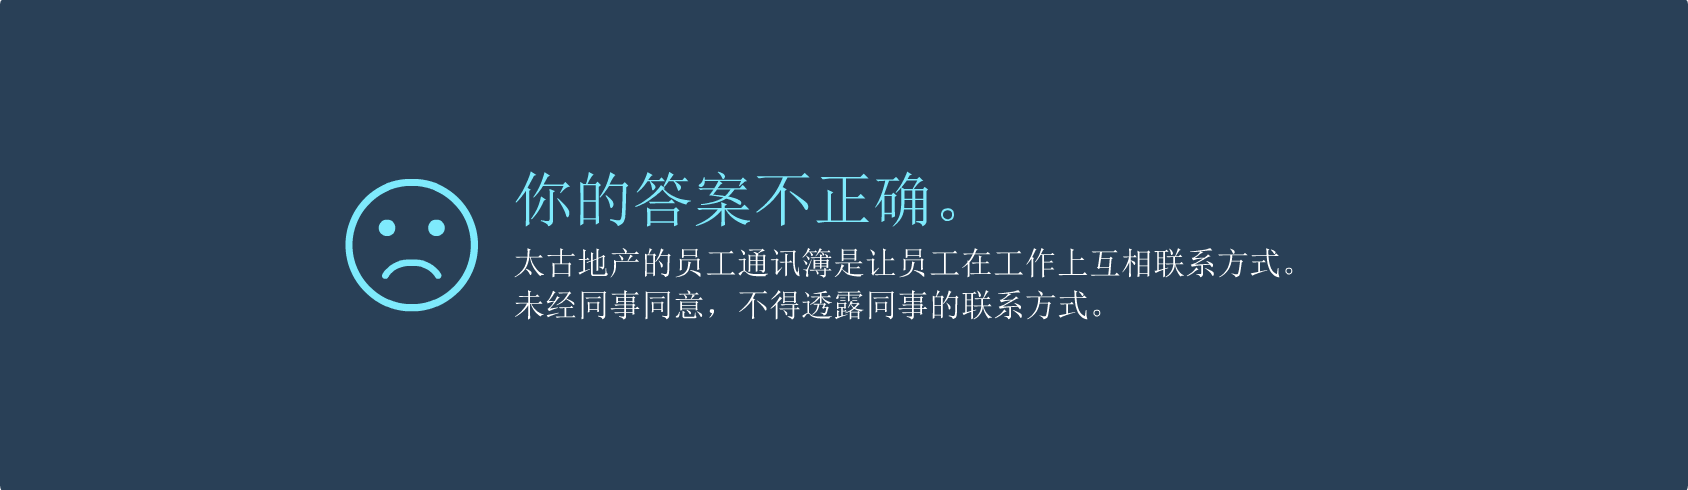 你的答案不正确。
太古地产的员工通讯簿是让员工在工作上互相联系方式。
未经同事同意，不得透露同事的联系方式。